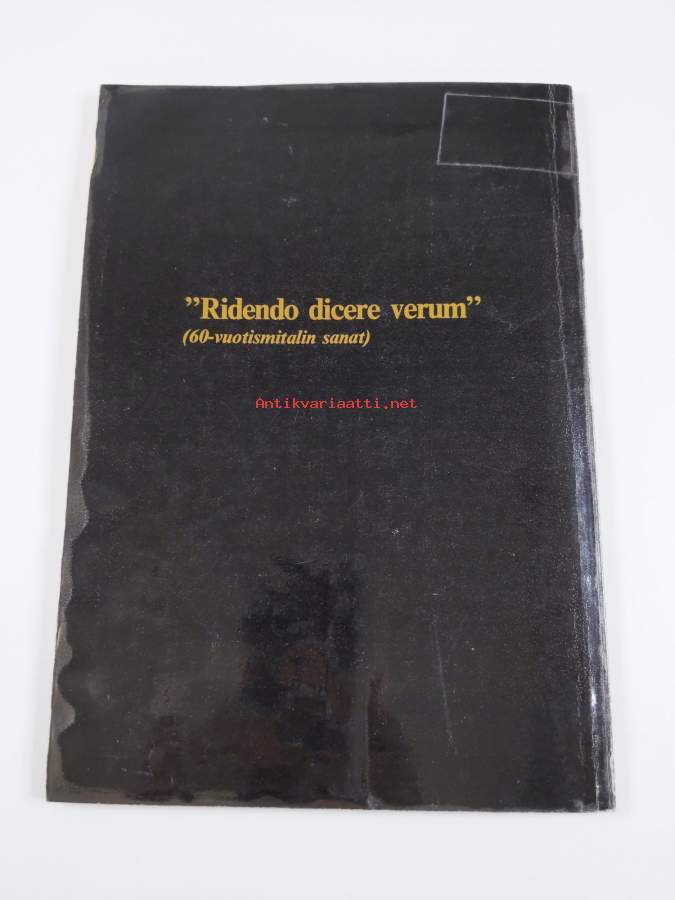 ”Ridendo dicere verum”
(60-vuotismitalin sanat)
Antikvariaatti.net